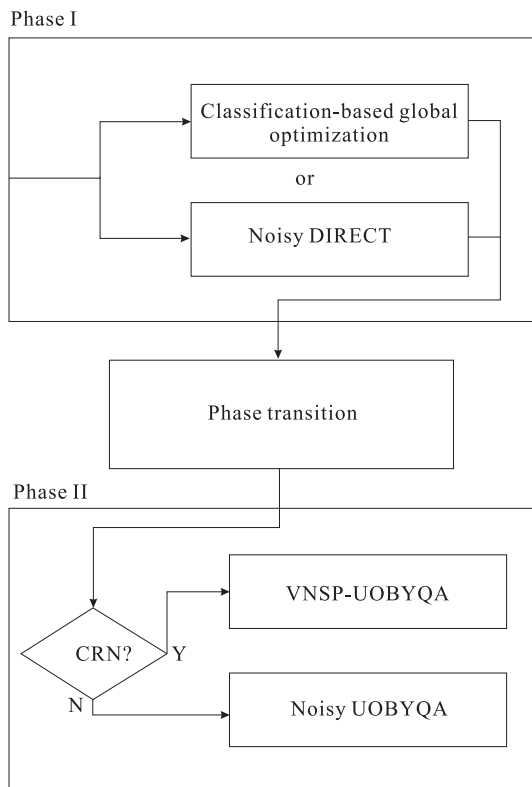 Phase I
Classification-based global
optimization
or
Noisy DIRECT
Phase transition
Phase II
VNSP-UOBYQA
CRN?
Y
N
Noisy UOBYQA